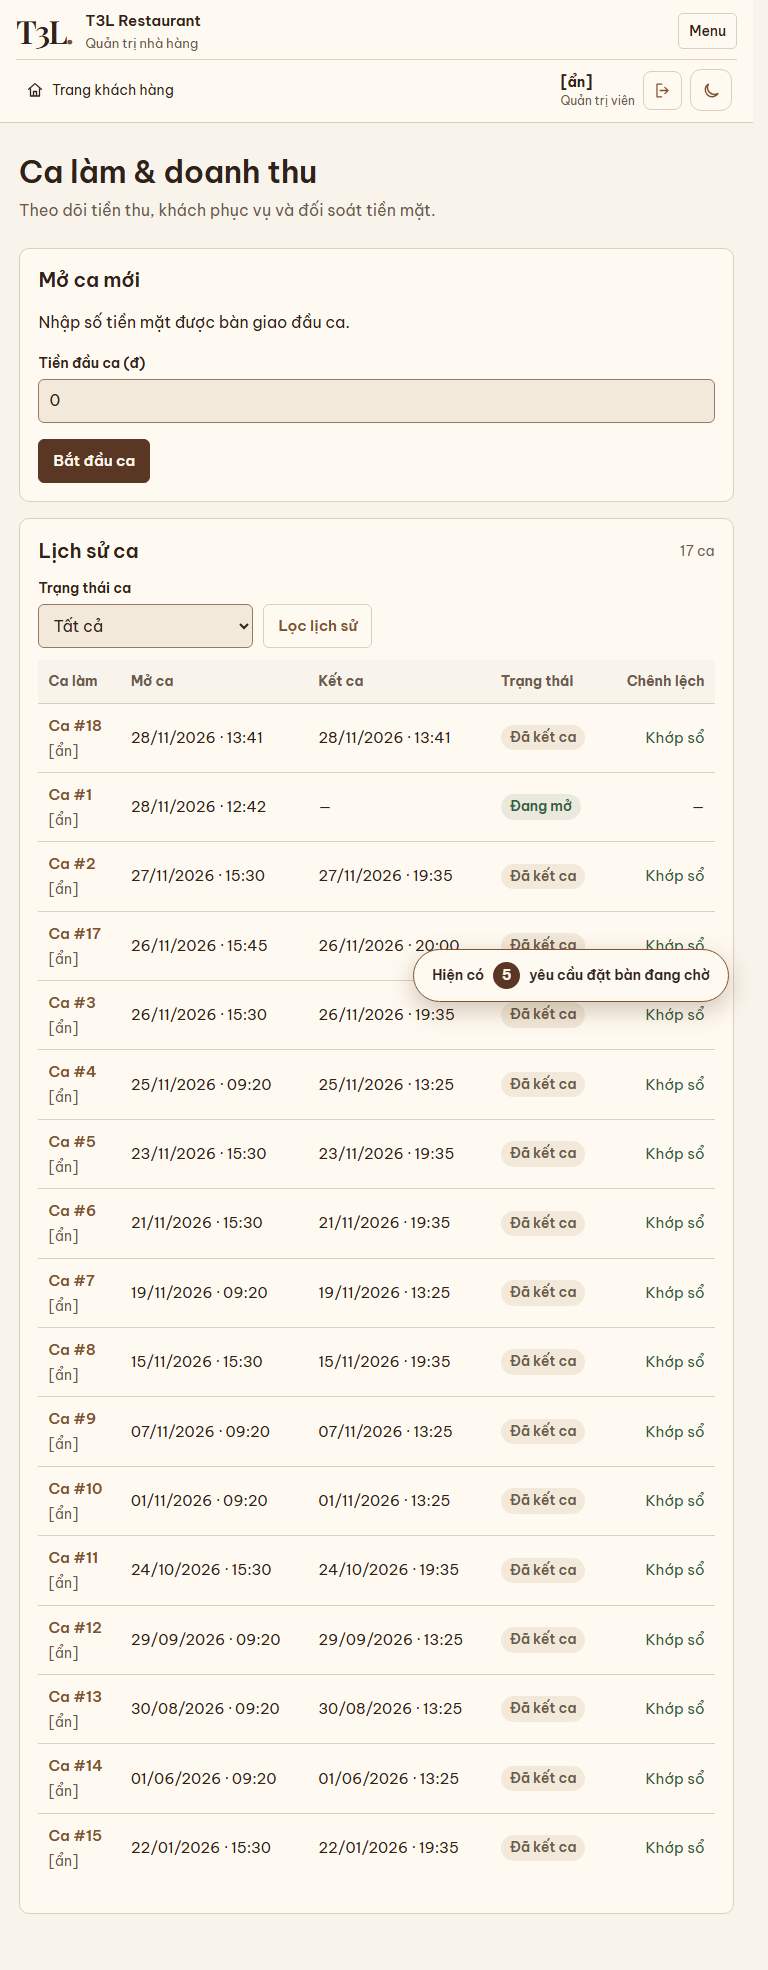 T3L.
T3L Restaurant
Quản trị nhà hàng
Menu
Trang khách hàng
[ẩn]
Quản trị viên
Ca làm & doanh thu
Theo dõi tiền thu, khách phục vụ và đối soát tiền mặt.
Mở ca mới
Nhập số tiền mặt được bàn giao đầu ca.
Tiền đầu ca (đ)
0
Bắt đầu ca
Lịch sử ca
17 ca
Trạng thái ca
Tất cả
Lọc lịch sử
Ca làm Mở ca Kết ca Trạng thái Chênh lệch
Ca #18
[ẩn]
28/11/2026 · 13:41 28/11/2026 · 13:41 Đã kết ca Khớp sổ
Ca #1
[ẩn]
28/11/2026 · 12:42 — Đang mở —
Ca #2
[ẩn]
27/11/2026 · 15:30 27/11/2026 · 19:35 Đã kết ca Khớp sổ
Ca #17
[ẩn]
26/11/2026 · 15:45 26/11/2026 · 20:00 Đã kết ca Khớp sổ
Hiện có 5 yêu cầu đặt bàn đang chờ
Ca #3
[ẩn]
26/11/2026 · 15:30 26/11/2026 · 19:35 Đã kết ca Khớp sổ
Ca #4
[ẩn]
25/11/2026 · 09:20 25/11/2026 · 13:25 Đã kết ca Khớp sổ
Ca #5
[ẩn]
23/11/2026 · 15:30 23/11/2026 · 19:35 Đã kết ca Khớp sổ
Ca #6
[ẩn]
21/11/2026 · 15:30 21/11/2026 · 19:35 Đã kết ca Khớp sổ
Ca #7
[ẩn]
19/11/2026 · 09:20 19/11/2026 · 13:25 Đã kết ca Khớp sổ
Ca #8
[ẩn]
15/11/2026 · 15:30 15/11/2026 · 19:35 Đã kết ca Khớp sổ
Ca #9
[ẩn]
07/11/2026 · 09:20 07/11/2026 · 13:25 Đã kết ca Khớp sổ
Ca #10
[ẩn]
01/11/2026 · 09:20 01/11/2026 · 13:25 Đã kết ca Khớp sổ
Ca #11
[ẩn]
24/10/2026 · 15:30 24/10/2026 · 19:35 Đã kết ca Khớp sổ
Ca #12
[ẩn]
29/09/2026 · 09:20 29/09/2026 · 13:25 Đã kết ca Khớp sổ
Ca #13
[ẩn]
30/08/2026 · 09:20 30/08/2026 · 13:25 Đã kết ca Khớp sổ
Ca #14
[ẩn]
01/06/2026 · 09:20 01/06/2026 · 13:25 Đã kết ca Khớp sổ
Ca #15
[ẩn]
22/01/2026 · 15:30 22/01/2026 · 19:35 Đã kết ca Khớp sổ